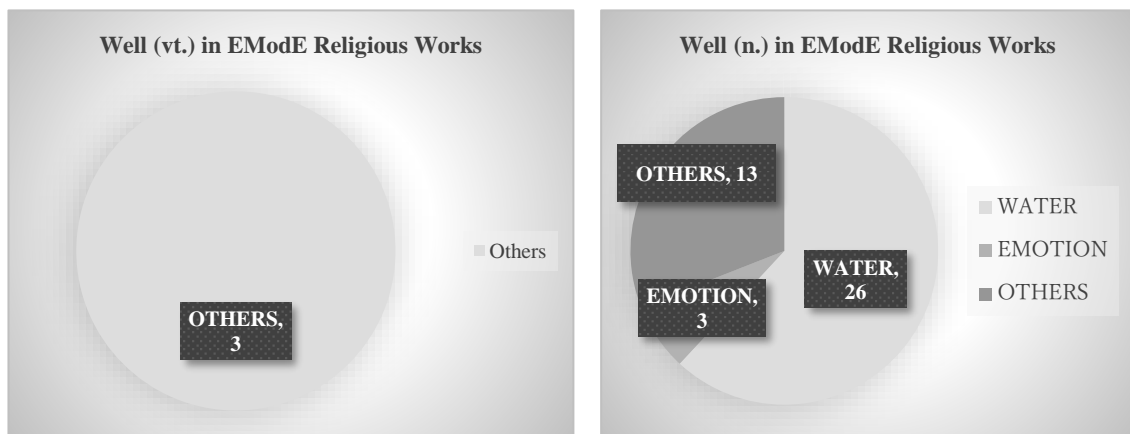 Well (vt.) in EModE Religious Works
OTHERS,
3
Others
Well (n.) in EModE Religious Works
OTHERS, 13
EMOTION,
3
WATER,
26
WATER
EMOTION
OTHERS